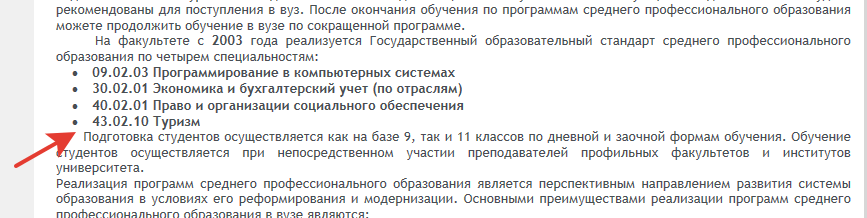 рекомендованы для поступления в вуз. После окончания обучения по программам среднего профессионального образования
можете продолжить обучение в вузе по сокращенной программе.
На факультете с 2003 года реализуется Государственный образовательный стандарт среднего профессионального
образования по четырем специальностям:
• 09.02.03 Программирование в компьютерных системах
• 30.02.01 Экономика и бухгалтерский учет (по отраслям)
• 40.02.01 Право и организации социального обеспечения
• 43.02.10 Туризм
Подготовка студентов осуществляется как на базе 9, так и 11 классов по дневной и заочной формам обучения. Обучение
студентов осуществляется при непосредственном участии преподавателей профильных факультетов и институтов
университета.
Реализация программ среднего профессионального образования является перспективным направлением развития системы
образования в условиях его реформирования и модернизации. Основными преимуществами реализации программ среднего
профессионального образования в вузе являются: